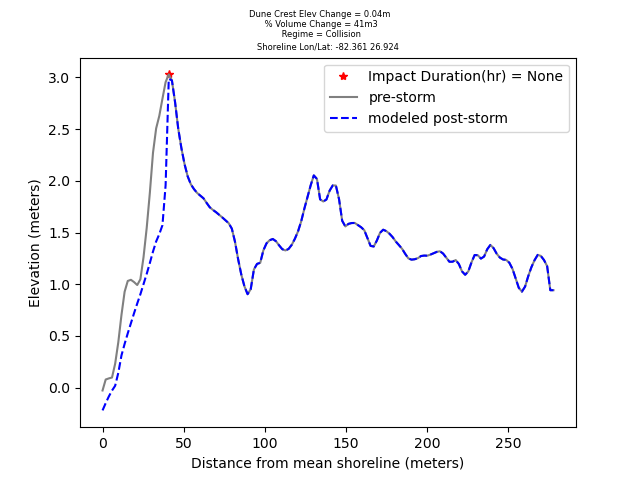 Dune Crest Elev Change = 0.04m
% Volume Change = 41m3
Regime = Collision
Shoreline Lon/Lat: -82.361 26.924
Impact Duration(hr) = None
pre-storm
modeled post-storm
Elevation (meters)
3.0
2.5
2.0
1.5
1.0
0.5
0.0
0 50 100 150 200 250
Distance from mean shoreline (meters)